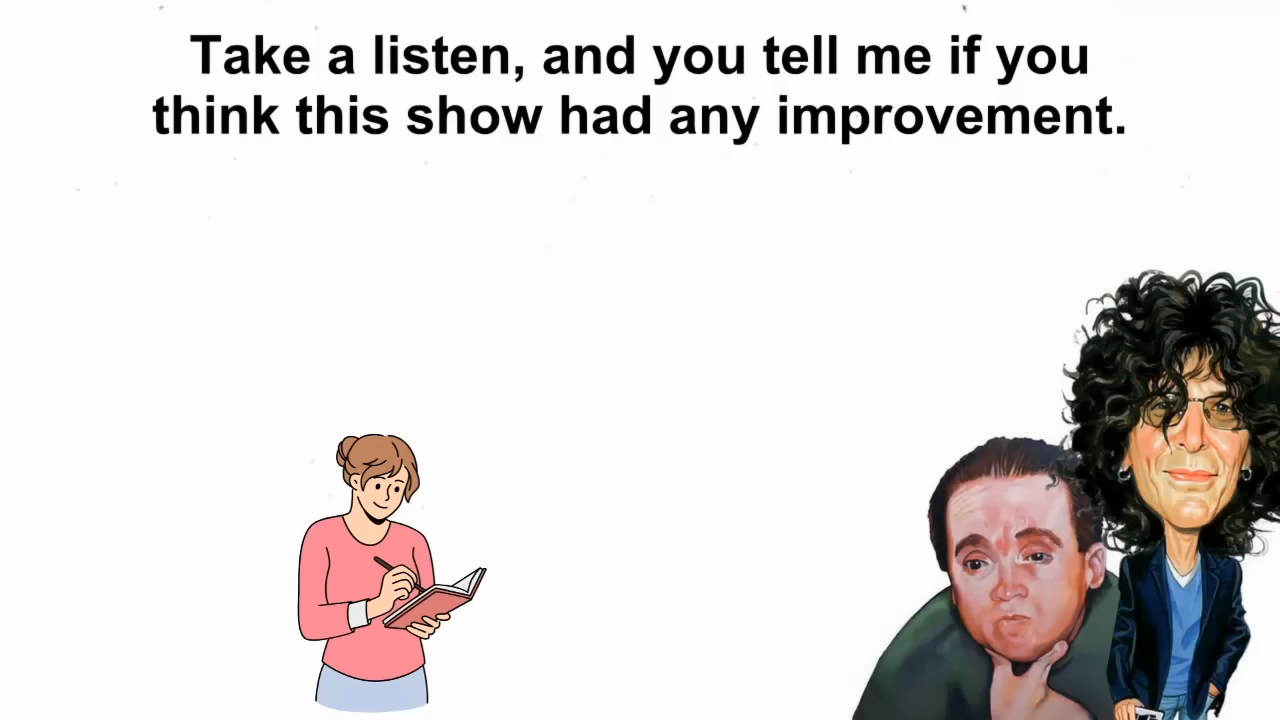 Take a listen, and you tell me if you
think this show had any improvement.